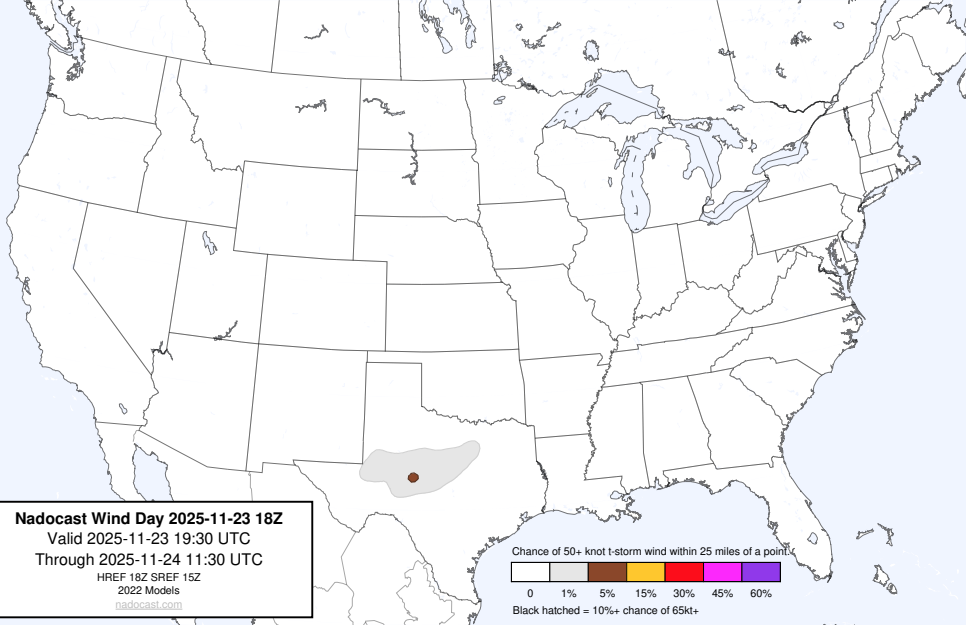 Nadocast Wind Day 2025-11-23 18Z
Valid 2025-11-23 19:30 UTC
Through 2025-11-24 11:30 UTC
HREF 18Z SREF 15Z
2022 Models
nadocast.com
Chance of 50+ knot t-storm wind within 25 miles of a point.
0 1% 5% 15% 30% 45% 60%
Black hatched = 10%+ chance of 65kt+